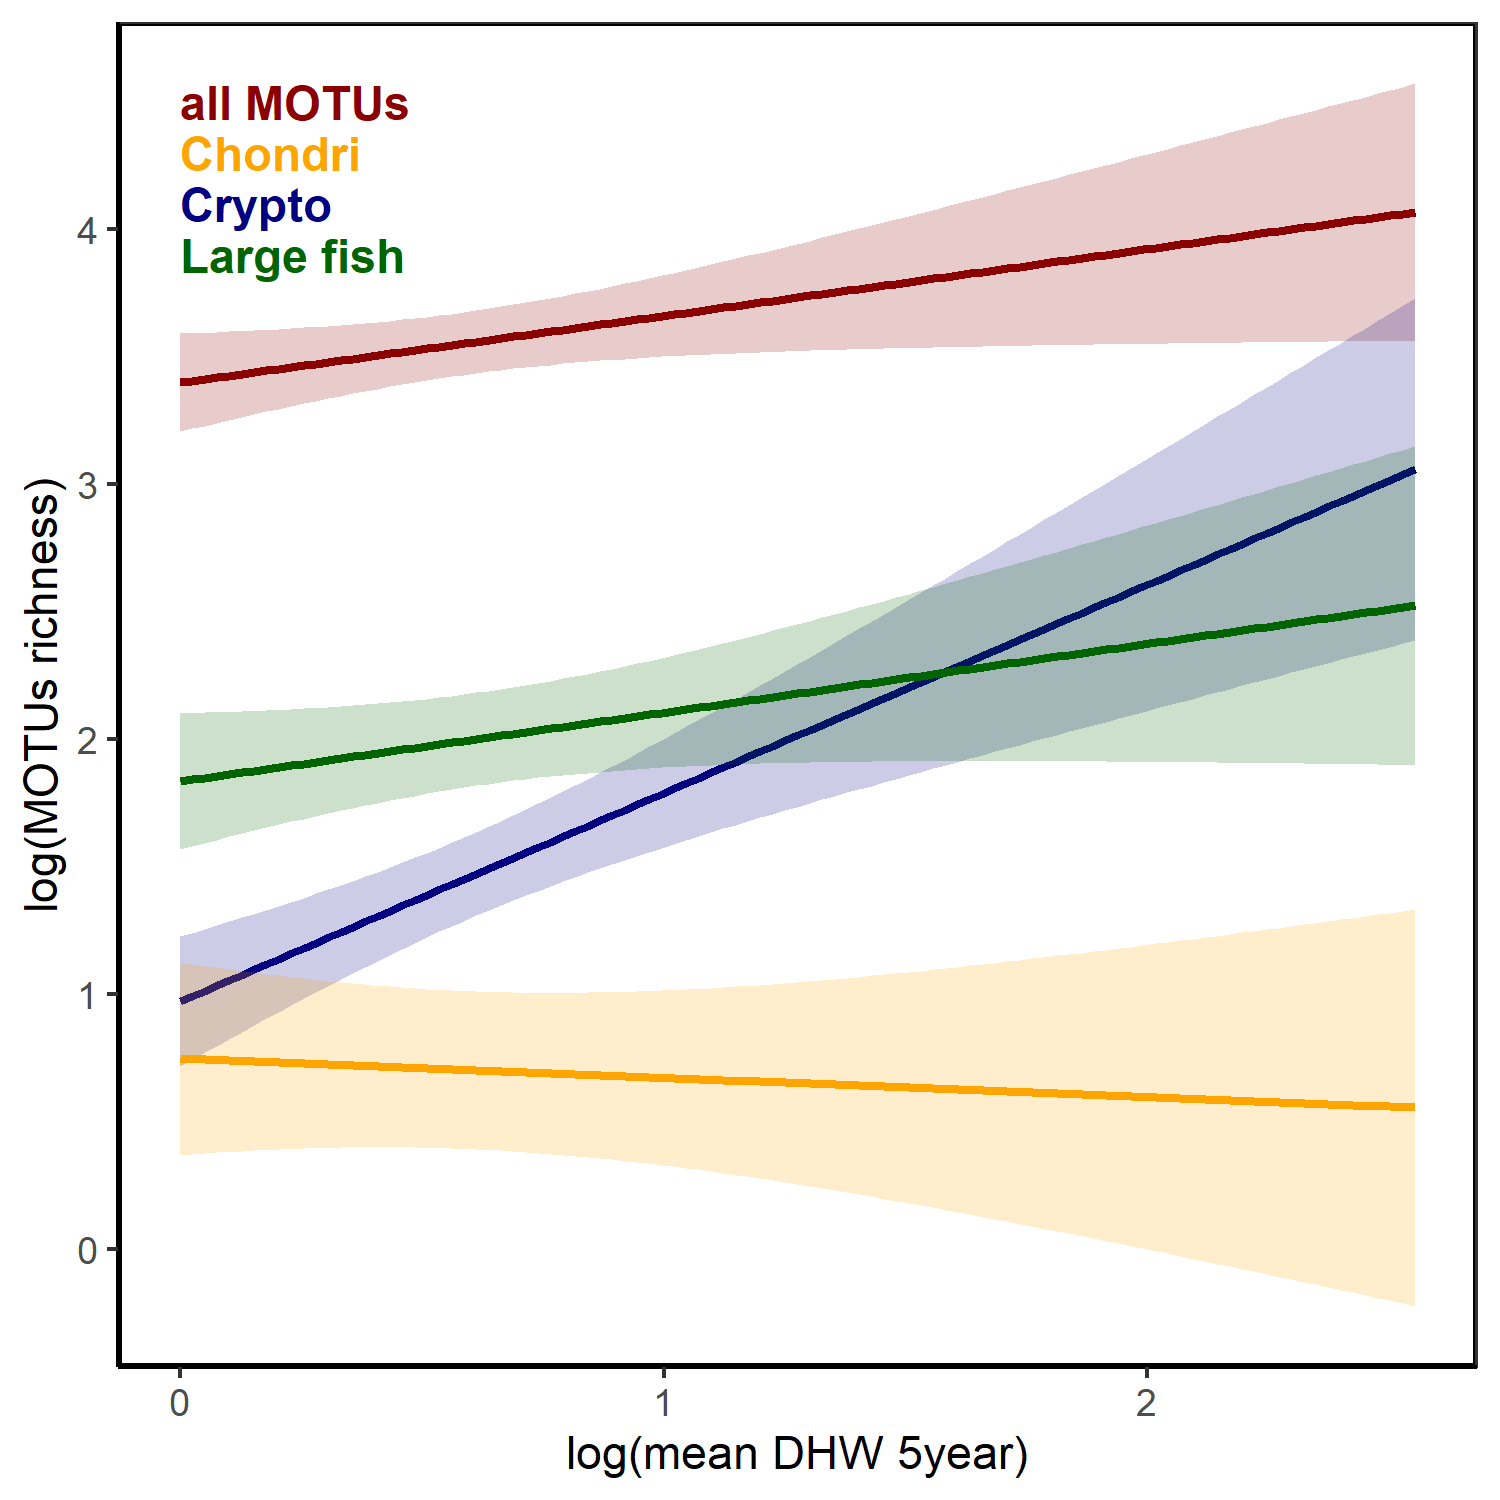 all MOTUs
Chondri
Crypto
Large fish
log(MOTUs richness)
4
3
2
1
0
0 1 2
log(mean DHW 5year)